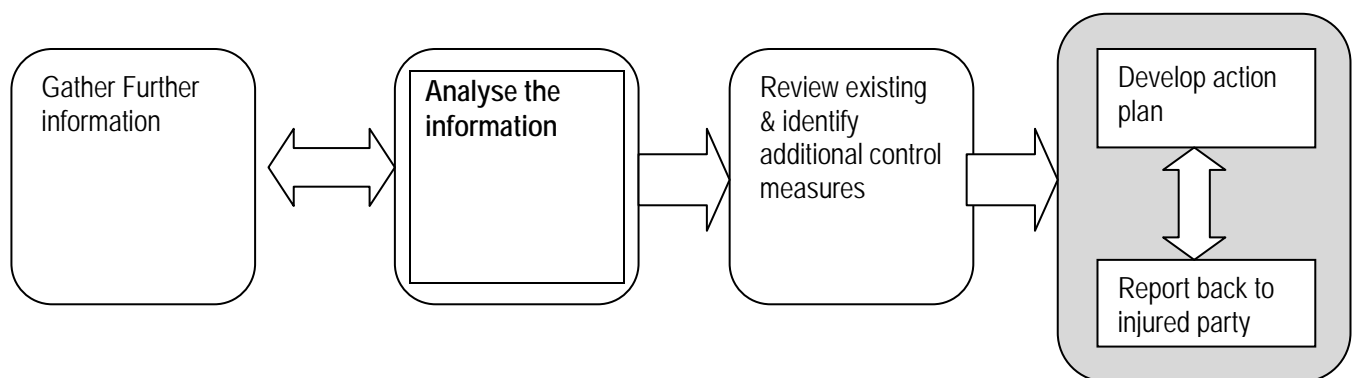 Gather Further
information
Analyse the
information
Review existing
& identify
additional control
measures
Develop action
plan
Report back to
injured party